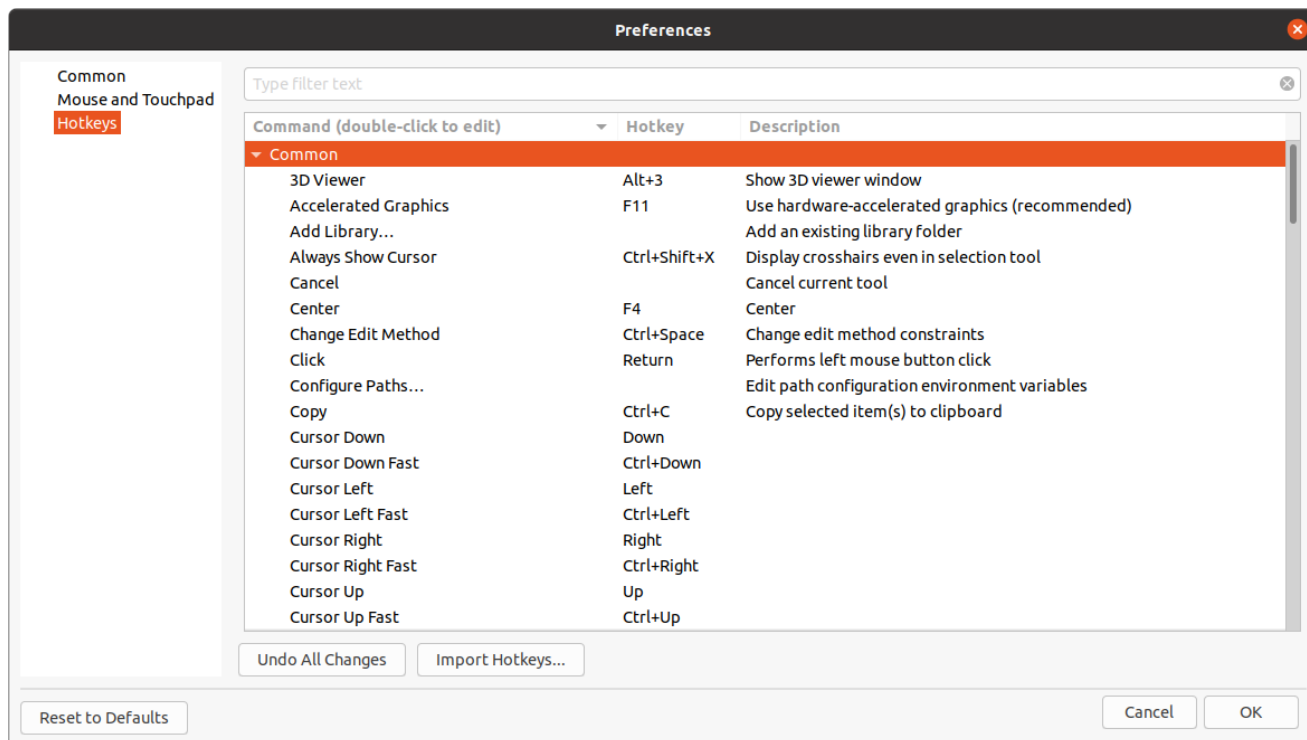 Preferences
Common
Mouse and Touchpad
Hotkeys
Type filter text
Command (double-click to edit) Hotkey Description
Common
3D Viewer Alt+3 Show 3D viewer window
Accelerated Graphics F11 Use hardware-accelerated graphics (recommended)
Add Library... Add an existing library folder
Always Show Cursor Ctrl+Shift+X Display crosshairs even in selection tool
Cancel Cancel current tool
Center F4 Center
Change Edit Method Ctrl+Space Change edit method constraints
Click Return Performs left mouse button click
Configure Paths... Edit path configuration environment variables
Copy Ctrl+C Copy selected item(s) to clipboard
Cursor Down Down
Cursor Down Fast Ctrl+Down
Cursor Left Left
Cursor Left Fast Ctrl+Left
Cursor Right Right
Cursor Right Fast Ctrl+Right
Cursor Up Up
Cursor Up Fast Ctrl+Up
Undo All Changes Import Hotkeys...
Reset to Defaults Cancel OK